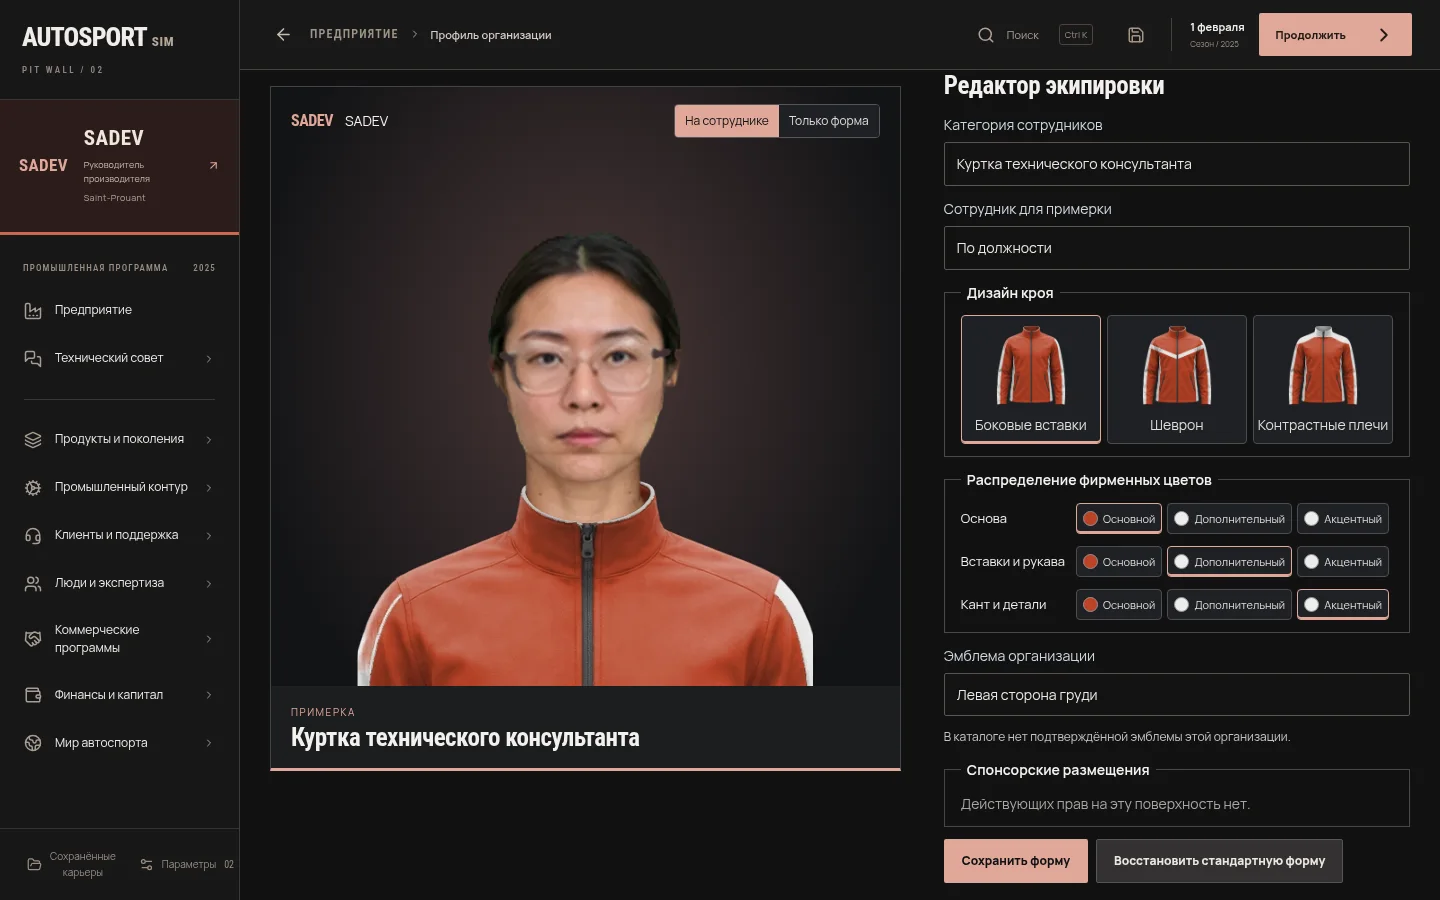 AUTOSPORT SIM
PIT WALL / 02
SADEV
SADEV
Руководитель
производителя
Saint-Prouant
ПРОМЫШЛЕННАЯ ПРОГРАММА 2025
Предприятие
Технический совет
Продукты и поколения
Промышленный контур
Клиенты и поддержка
Люди и экспертиза
Коммерческие
программы
Финансы и капитал
Мир автоспорта
Сохранённые
карьеры
Параметры 02
ПРЕДПРИЯТИЕ
Профиль организации
Поиск Ctrl K
1 февраля
Сезон / 2025
Продолжить
SADEV SADEV
На сотруднике Только форма
ПРИМЕРКА
Куртка технического консультанта
Редактор экипировки
Категория сотрудников
Куртка технического консультанта
Сотрудник для примерки
По должности
Дизайн кроя
Боковые вставки Шеврон Контрастные плечи
Распределение фирменных цветов
Основа Основной Дополнительный Акцентный
Вставки и рукава Основной Дополнительный Акцентный
Кант и детали Основной Дополнительный Акцентный
Эмблема организации
Левая сторона груди
В каталоге нет подтверждённой эмблемы этой организации.
Спонсорские размещения
Действующих прав на эту поверхность нет.
Сохранить форму Восстановить стандартную форму